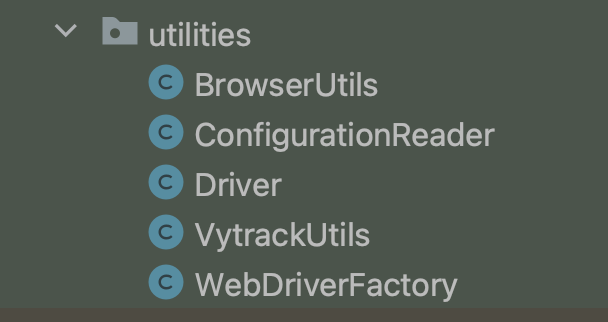 utilities
C BrowserUtils
C ConfigurationReader
C Driver
C VytrackUtils
C WebDriverFactory